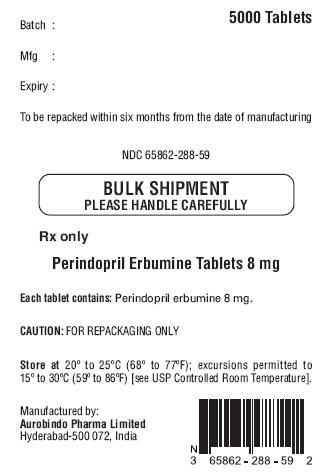 5000 Tablets
Batch :
Mfg :
Expiry :
To be repacked within six months from the date of manufacturing
NDC 65862-288-59
BULK SHIPMENT
PLEASE HANDLE CAREFULLY
Rx only
Perindopril Erbumine Tablets 8 mg
Each tablet contains: Perindopril erbumine 8 mg.
CAUTION: FOR REPACKAGING ONLY
Store at 20° to 25°C (68° to 77°F); excursions permitted to
15° to 30°C (59° to 86°F) [see USP Controlled Room Temperature].
Manufactured by:
Aurobindo Pharma Limited
Hyderabad-500 072, India
N
3 65862-288-59 2